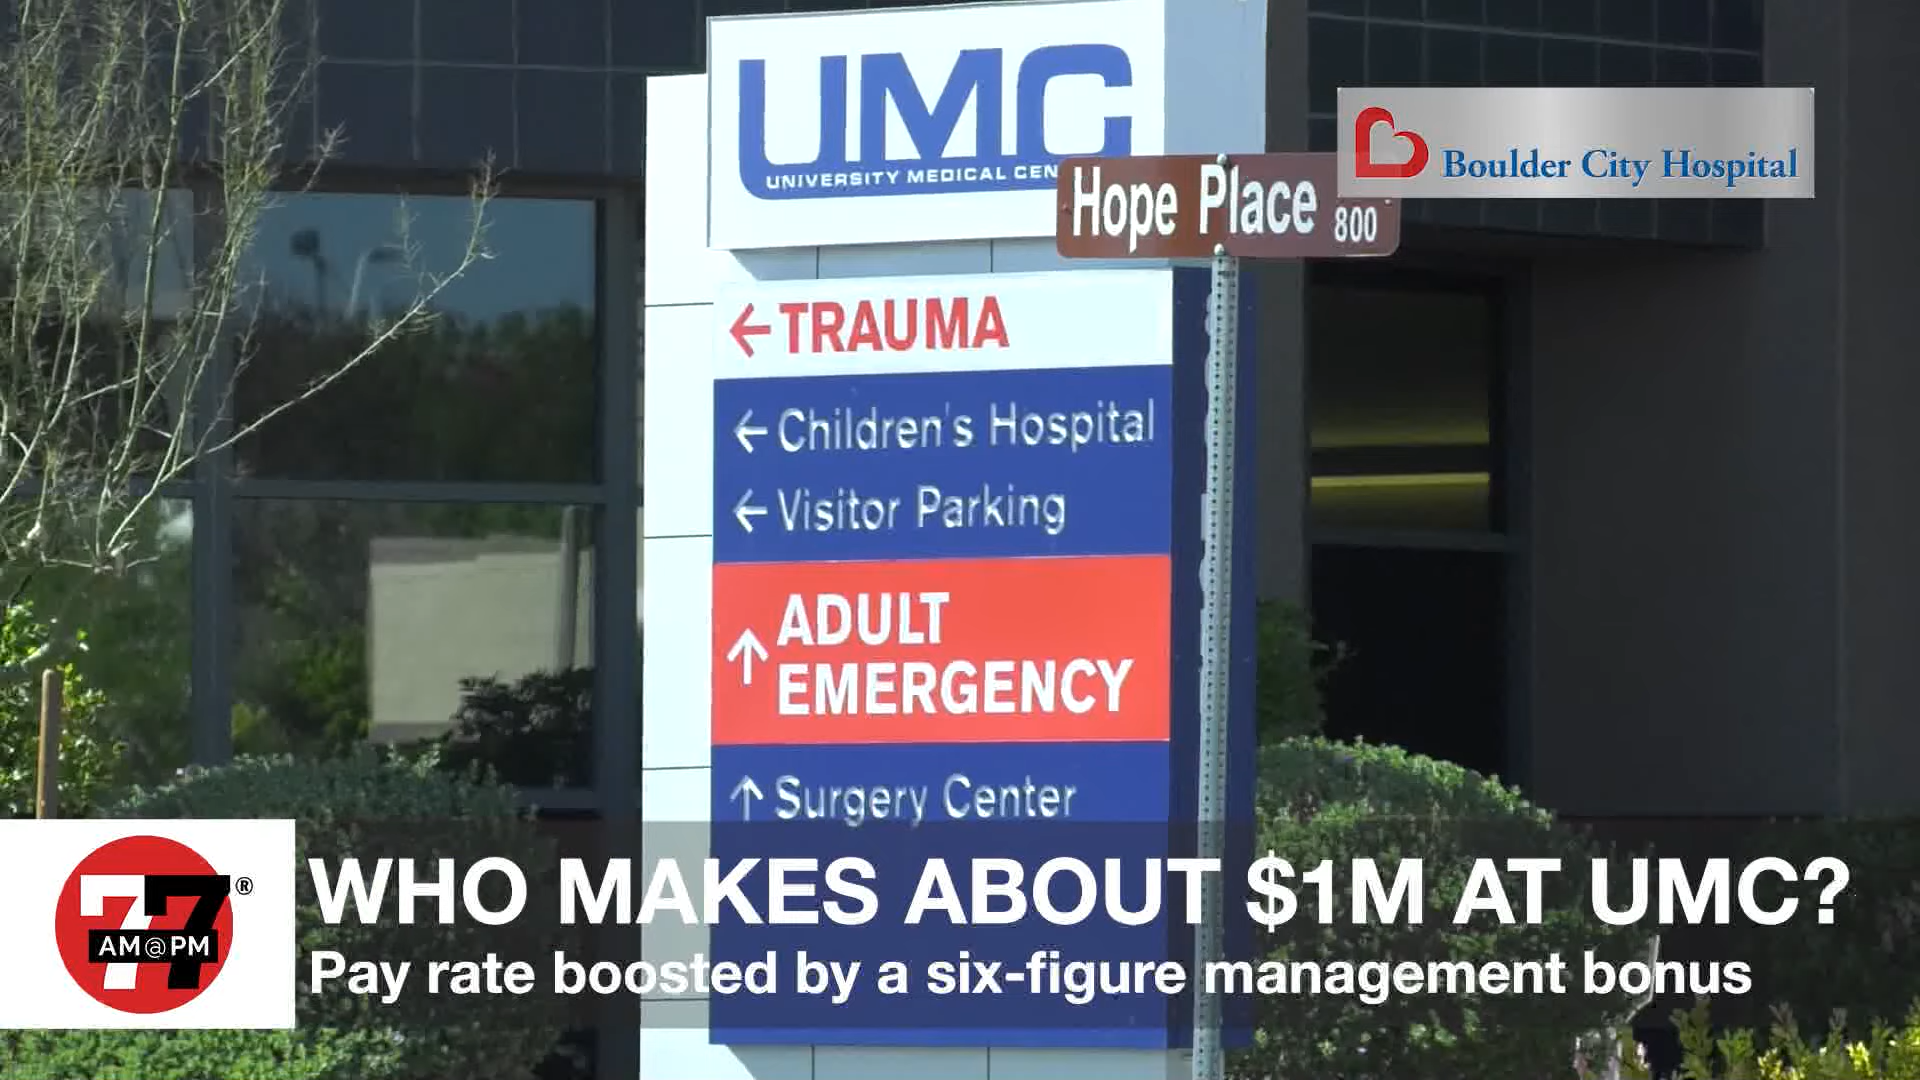 UMC
UNIVERSITY MEDICAL CEN
Hope Place 800
Boulder City Hospital
←TRAUMA
← Children's Hospital
← Visitor Parking
↑ ADULT
EMERGENCY
↑ Surgery Center
77®
AM@PM
WHO MAKES ABOUT $1M AT UMC?
Pay rate boosted by a six-figure management bonus